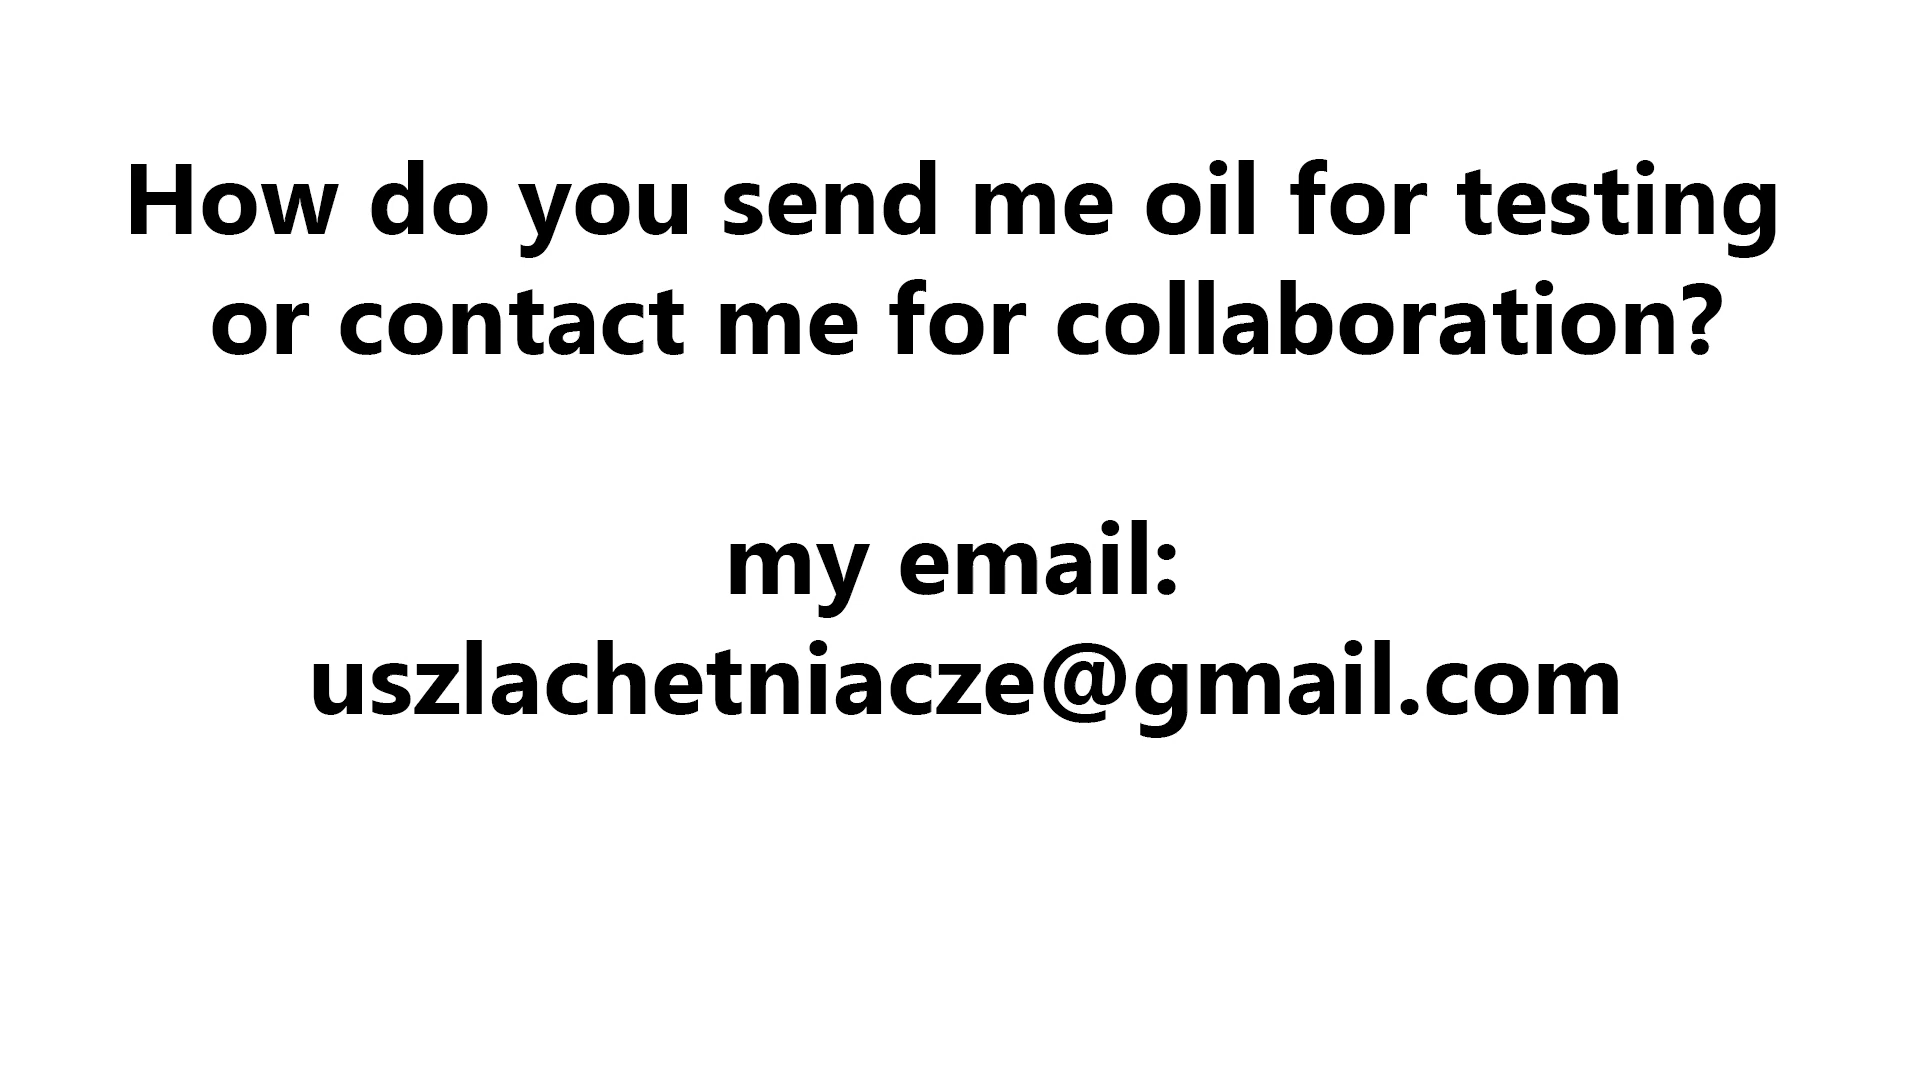 How do you send me oil for testing
or contact me for collaboration?
my email:
uszlachetniacze@gmail.com